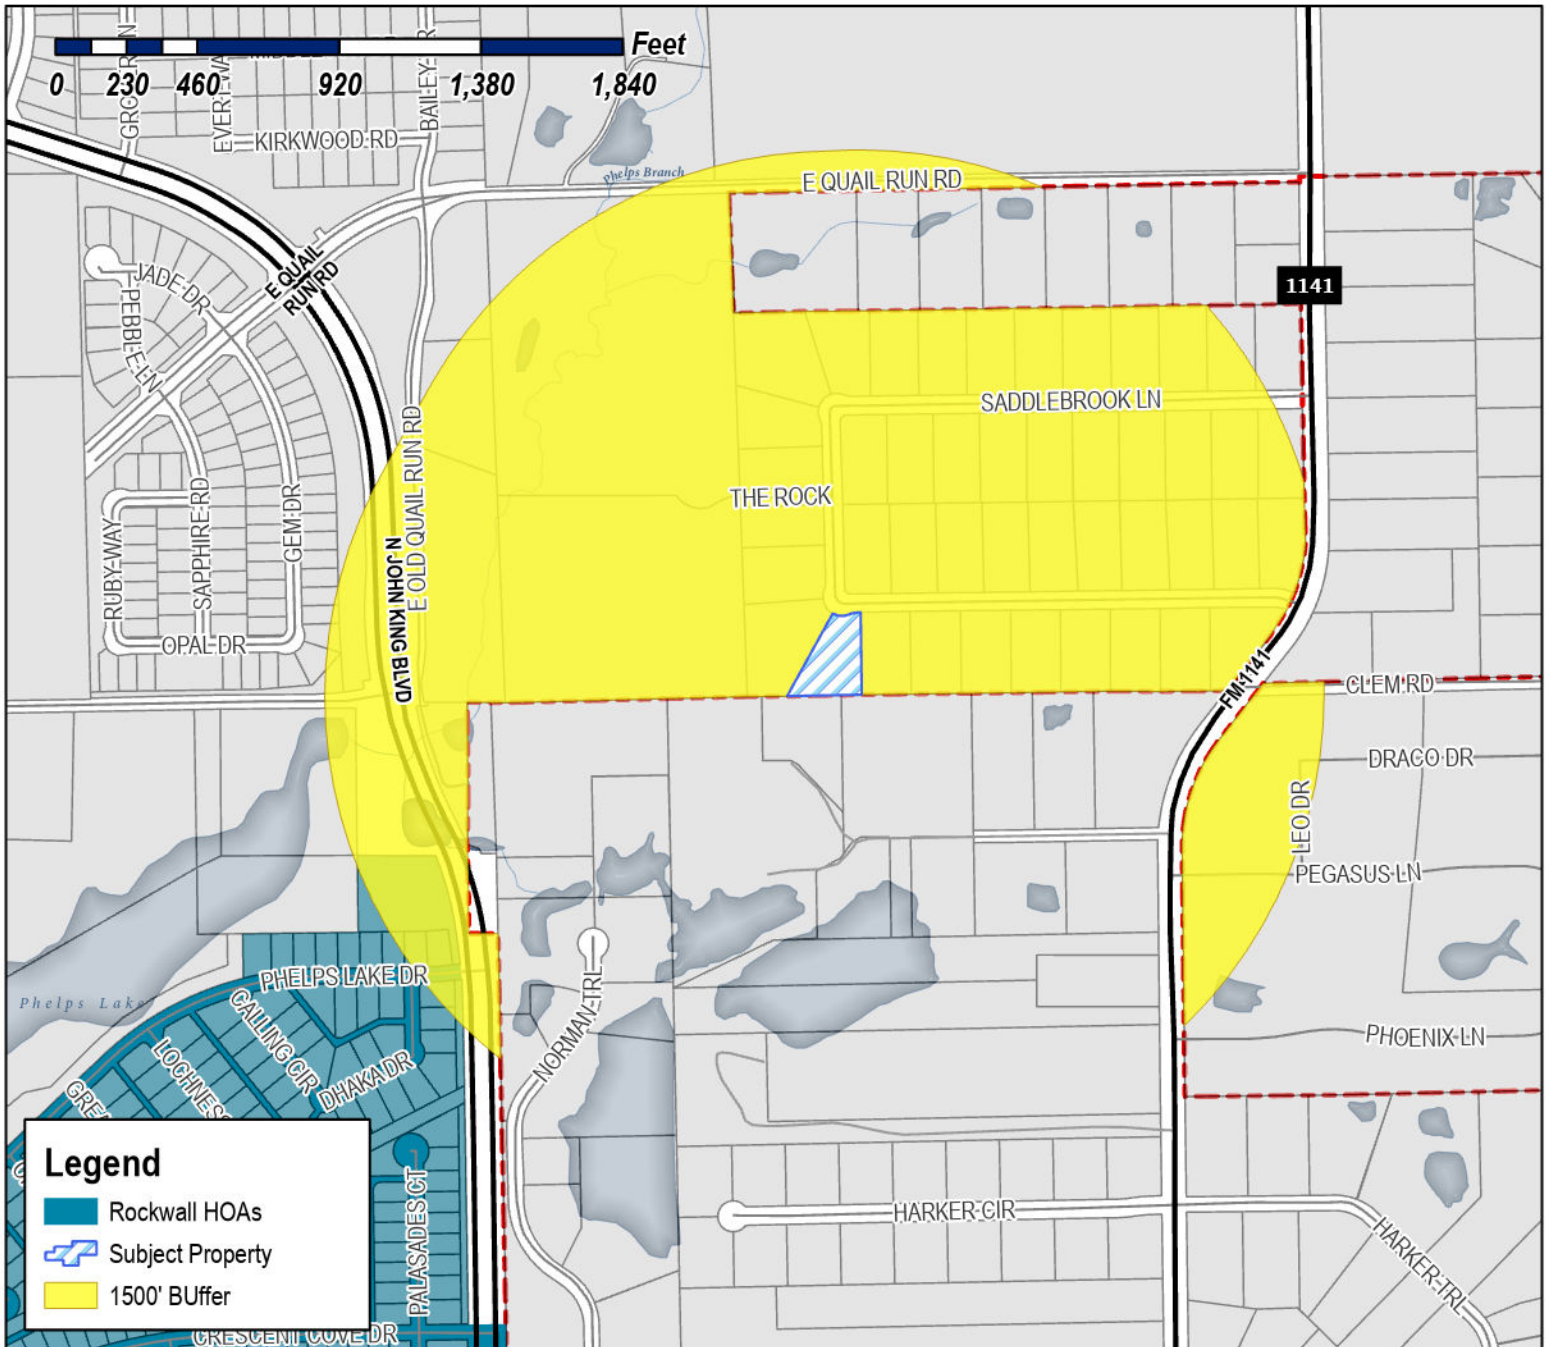 Feet
0 230 460 920 1,380 1,840
KIRKWOOD RD
Phelps Branch
E QUAIL RUN RD
E QUAIL
RUN RD
JADE DR
PEBBLE LN
1141
SADDLEBROOK LN
THE ROCK
E OLD QUAIL RUN RD
N JOHN KING BLVD
RUBY WAY
SAPPHIRE RD
GEM DR
OPAL DR
FM 1141
CLEM RD
DRACO DR
LEO DR
PEGASUS LN
PHOENIX LN
Phelps Lake
PHELPS LAKE DR
CALLING CIR
DHAKA DR
NORMAN TRL
PALASADES CT
HARKER CIR
HARKER TRL
CRESCENT COVE DR
Legend
Rockwall HOAs
Subject Property
1500' BUffer